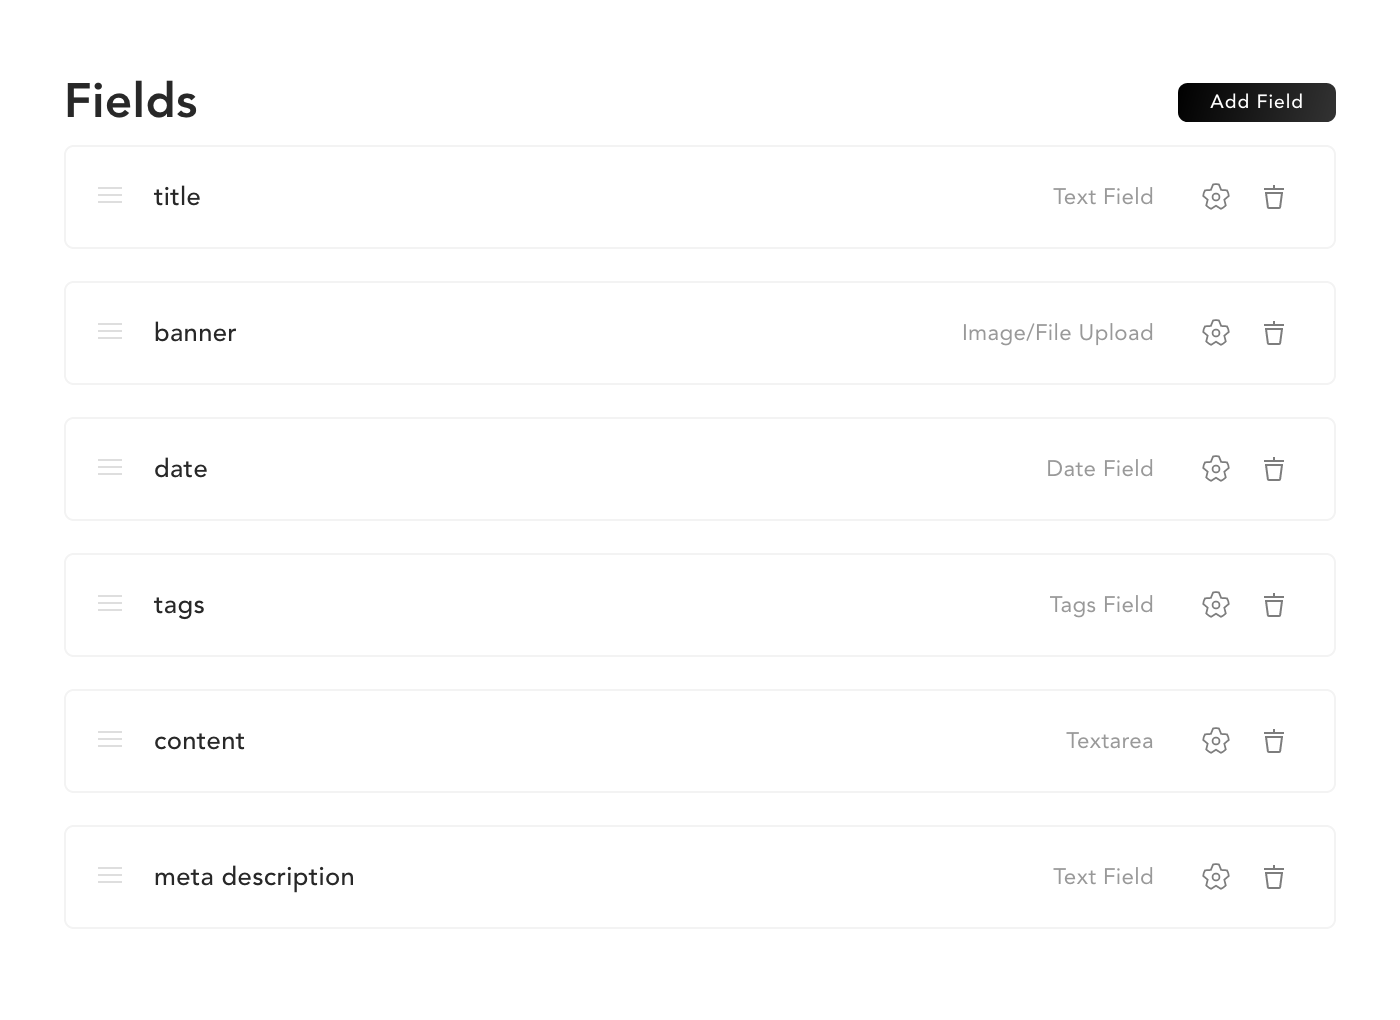 Fields
Add Field
title
Text Field
banner
Image/File Upload
date
Date Field
tags
Tags Field
content
Textarea
meta description
Text Field